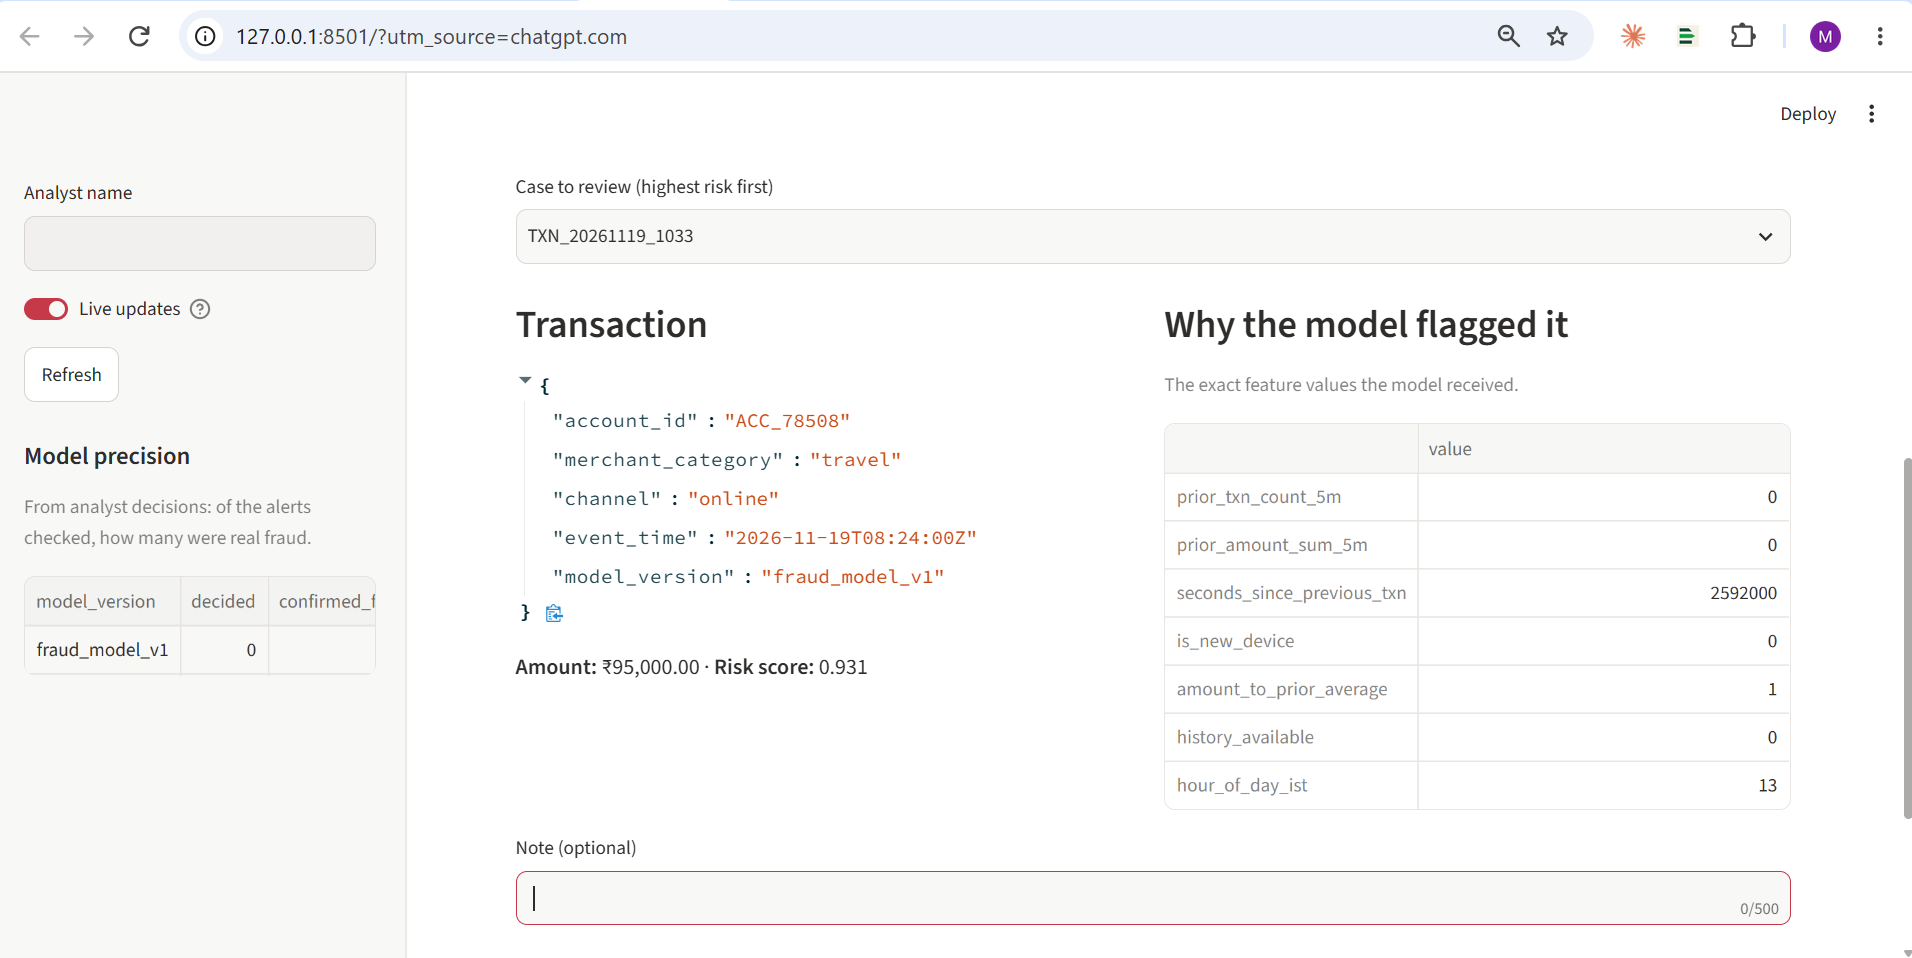 127.0.0.1:8501/?utm_source=chatgpt.com
M
Deploy
Analyst name
Live updates
Refresh
Model precision
From analyst decisions: of the alerts
checked, how many were real fraud.
model_version decided confirmed_f
fraud_model_v1 0
Case to review (highest risk first)
TXN_20261119_1033
Transaction
{
"account_id" : "ACC_78508"
"merchant_category" : "travel"
"channel" : "online"
"event_time" : "2026-11-19T08:24:00Z"
"model_version" : "fraud_model_v1"
}
Amount: ₹95,000.00 · Risk score: 0.931
Why the model flagged it
The exact feature values the model received.
value
prior_txn_count_5m 0
prior_amount_sum_5m 0
seconds_since_previous_txn 2592000
is_new_device 0
amount_to_prior_average 1
history_available 0
hour_of_day_ist 13
Note (optional)
0/500